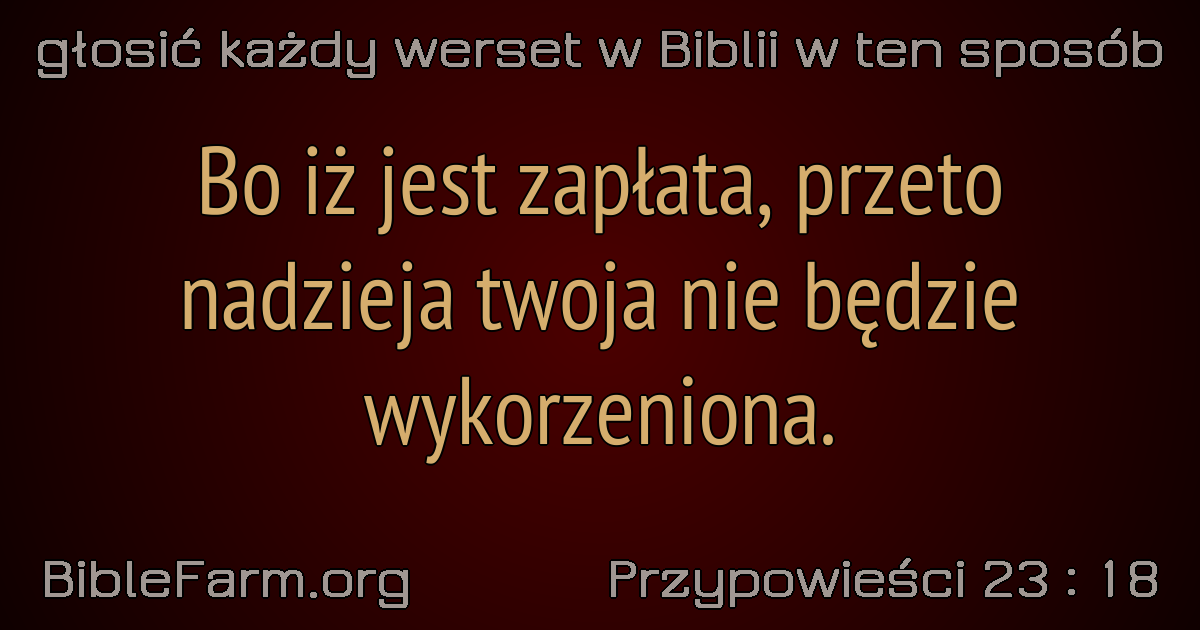 głosić każdy werset w Biblii w ten sposób
Bo iż jest zapłata, przeto
nadzieja twoja nie będzie
wykorzeniona.
BibleFarm.org
Przypowieści 23 : 18